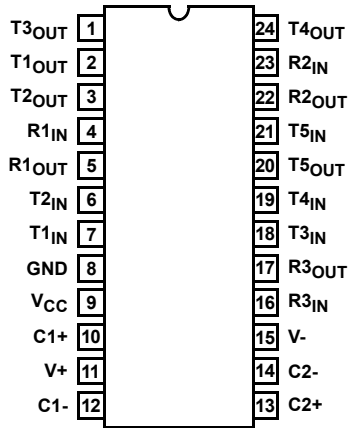 T3OUT 1 24 T4OUT
T1OUT 2 23 R2IN
T2OUT 3 22 R2OUT
R1IN 4 21 T5IN
R1OUT 5 20 T5OUT
T2IN 6 19 T4IN
T1IN 7 18 T3IN
GND 8 17 R3OUT
VCC 9 16 R3IN
C1+ 10 15 V-
V+ 11 14 C2-
C1- 12 13 C2+